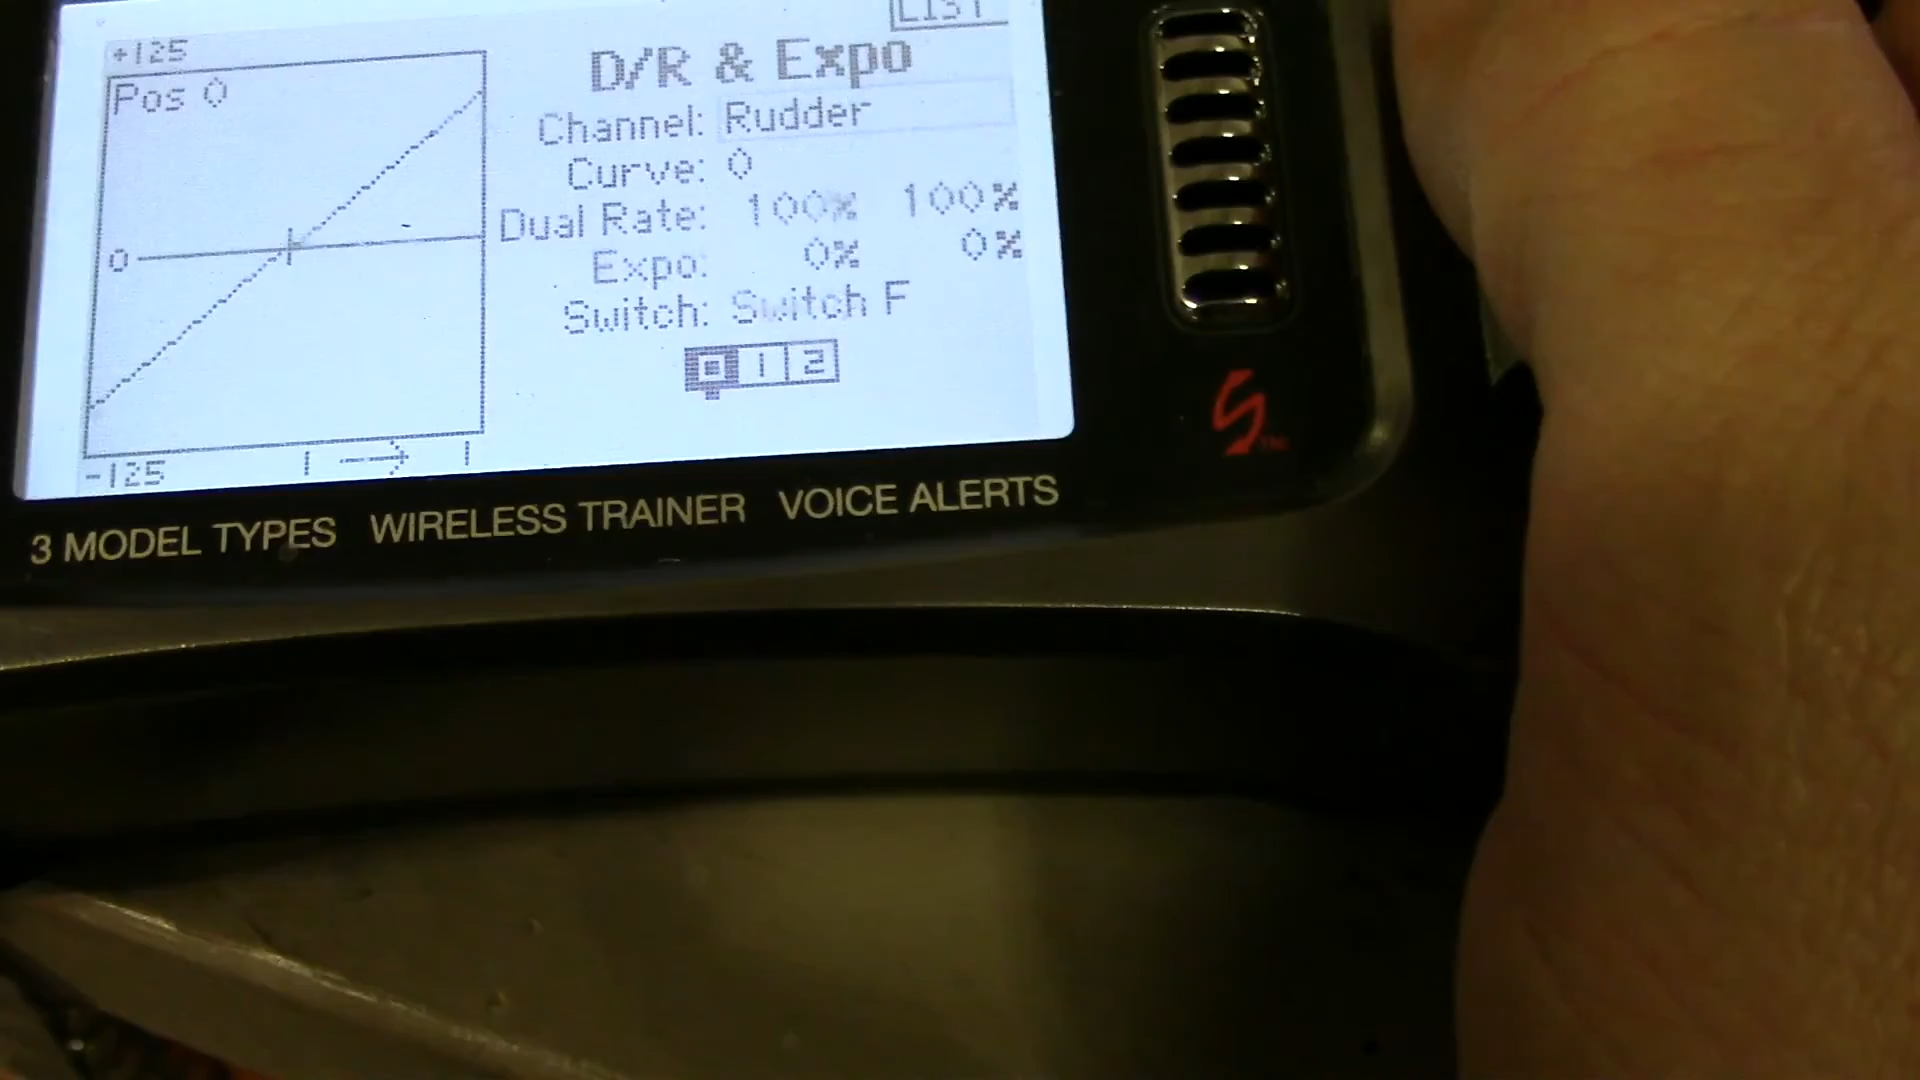 LIST
+125
D/R & Expo
Pos 0
Channel: Rudder
Curve: 0
Dual Rate: 100% 100%
0
Expo: 0% 0%
Switch: Switch F
0 1 2
-125
3 MODEL TYPES WIRELESS TRAINER VOICE ALERTS